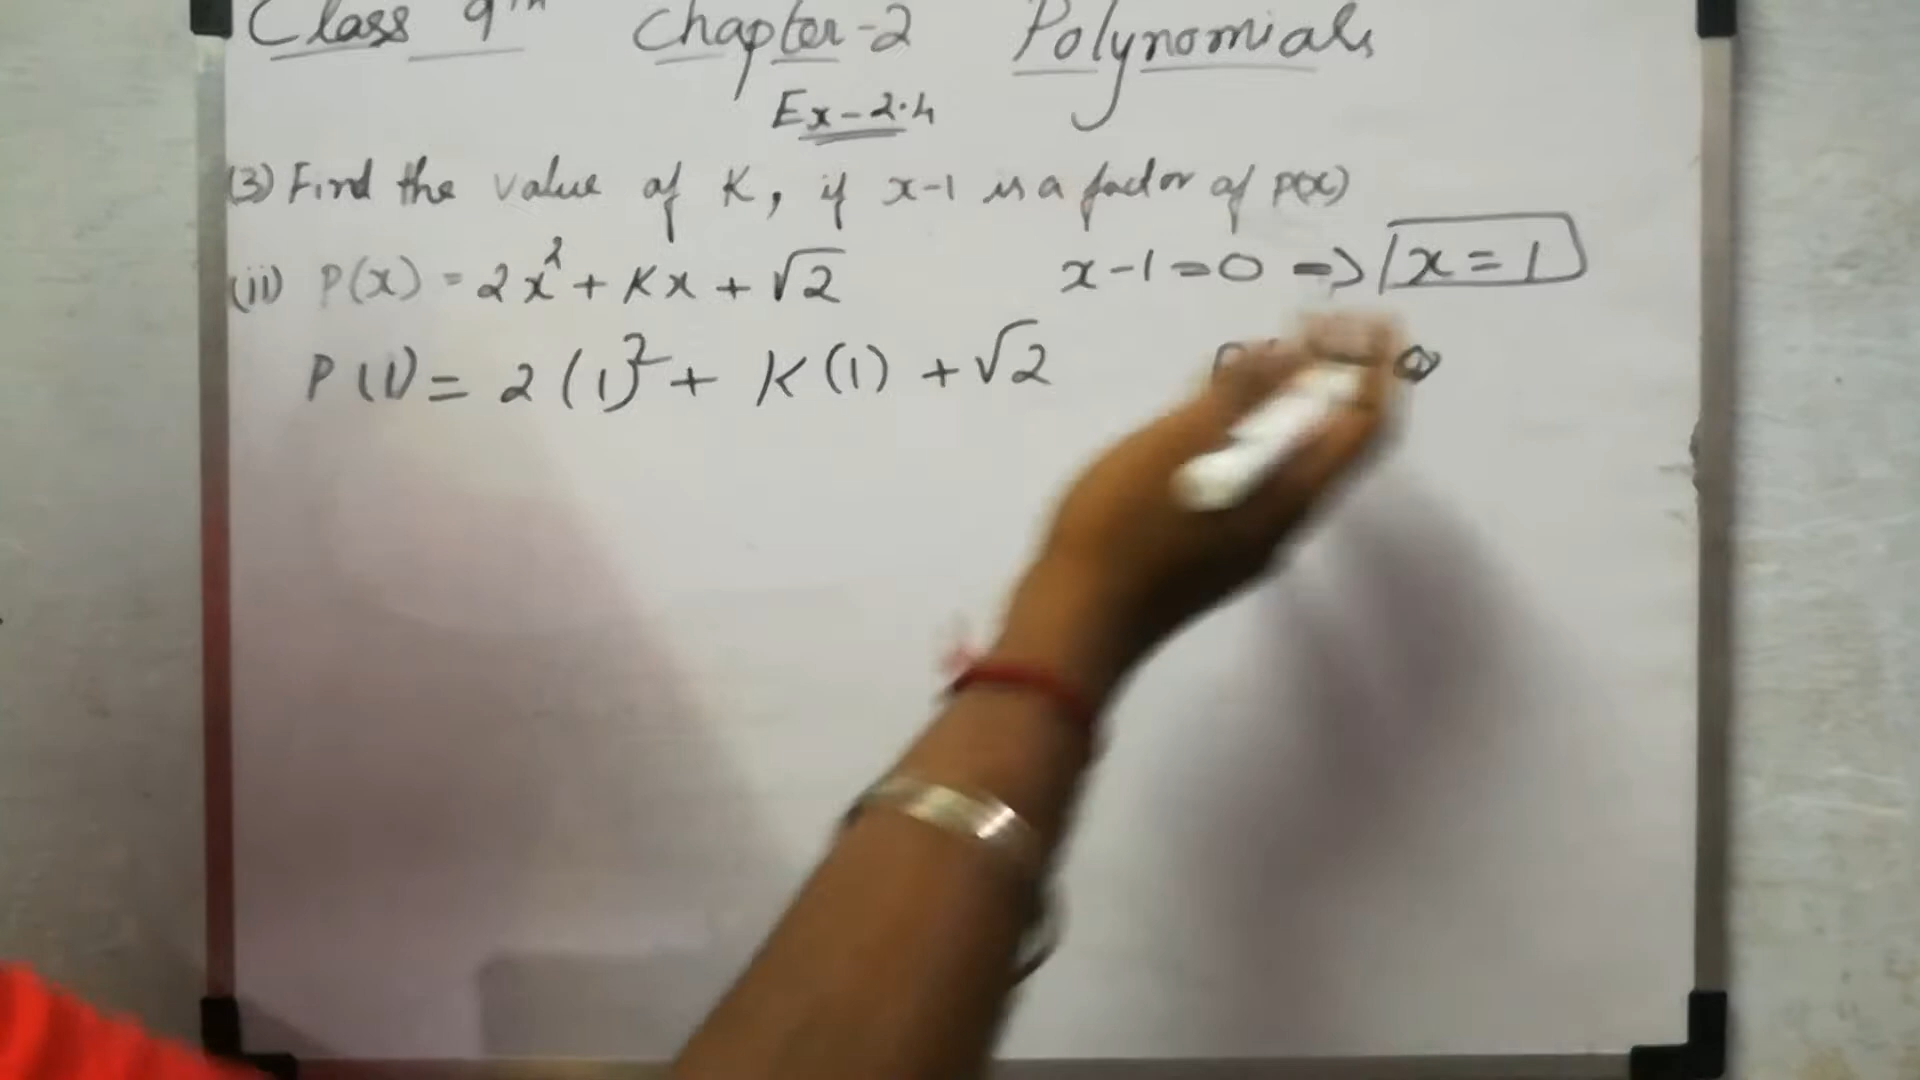 Class 9th Chapter-2 Polynomials
Ex-2.4
(3) Find the value of K, if x-1 is a factor of P(x)
(ii) P(x) = 2x² + Kx + √2 x-1=0 => x=1
P(1) = 2(1)² + K(1) + √2